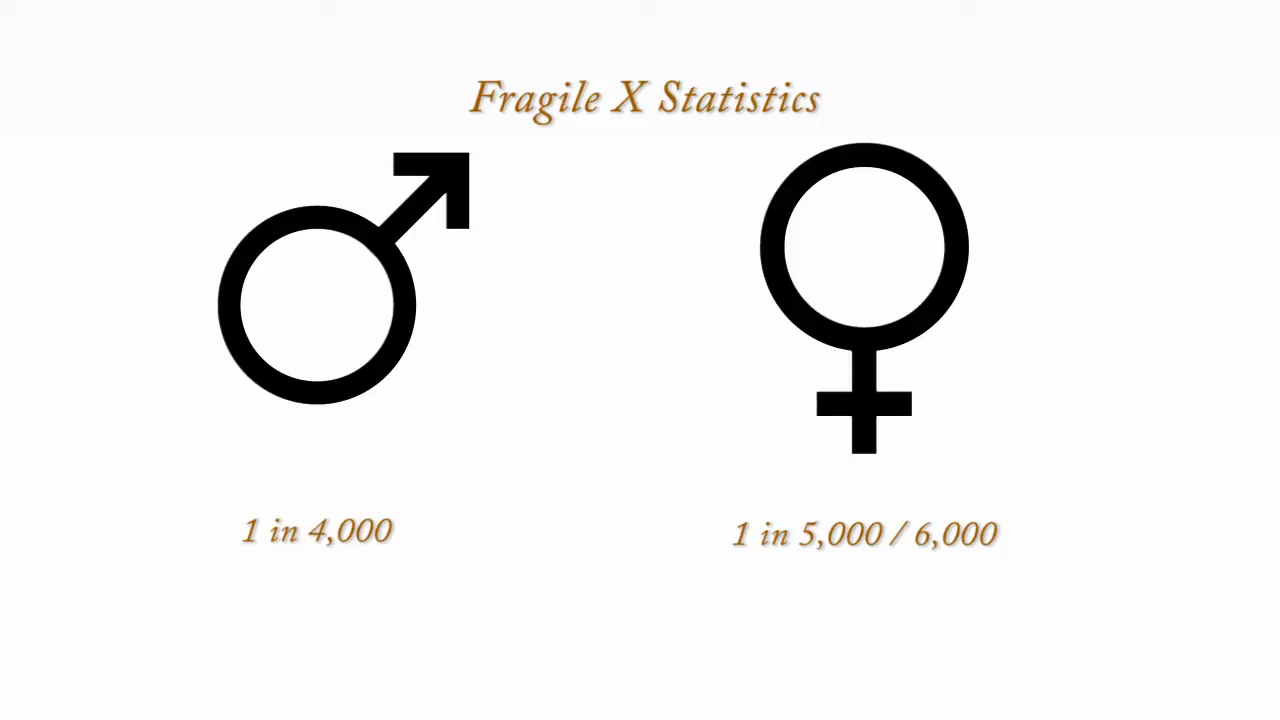 Fragile X Statistics
1 in 4,000
1 in 5,000 / 6,000